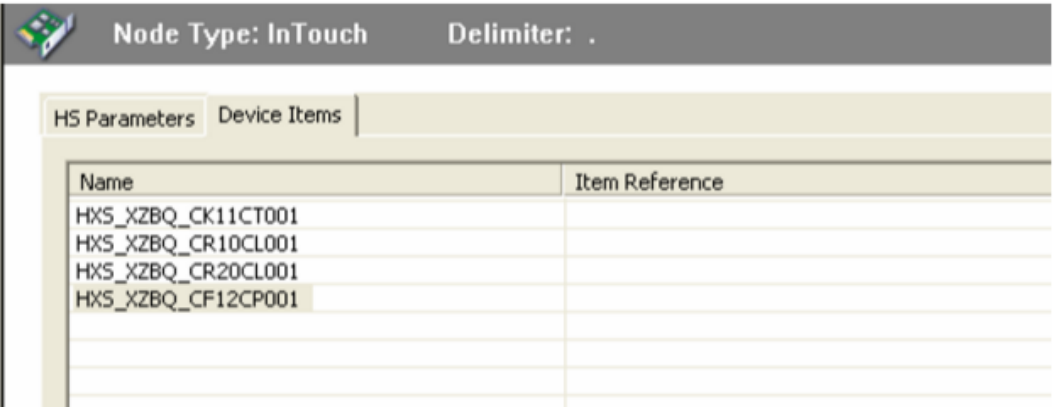 Node Type: InTouch Delimiter: .
HS Parameters Device Items
Name Item Reference
HXS_XZBQ_CK11CT001
HXS_XZBQ_CR10CL001
HXS_XZBQ_CR20CL001
HXS_XZBQ_CF12CP001